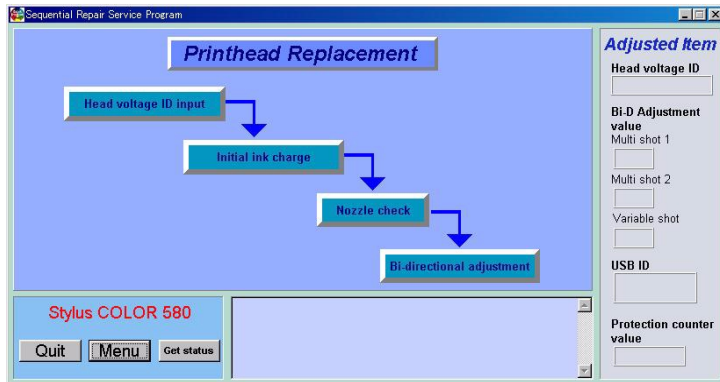 Sequential Repair Service Program
Printhead Replacement
Head voltage ID input
Initial ink charge
Nozzle check
Bi-directional adjustment
Stylus COLOR 580
Quit
Menu
Get status
Adjusted Item
Head voltage ID
Bi-D Adjustment
value
Multi shot 1
Multi shot 2
Variable shot
USB ID
Protection counter
value